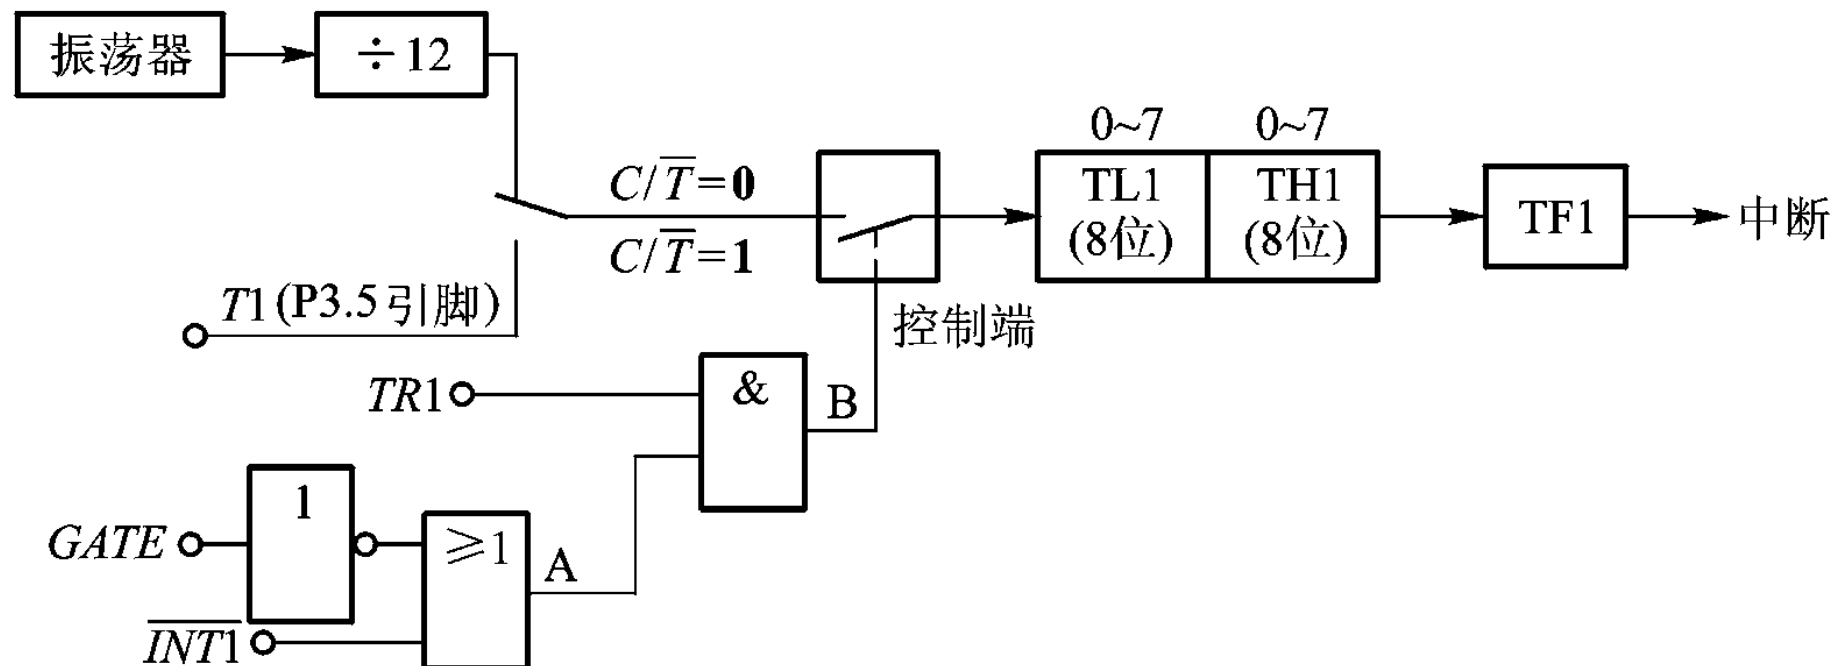 振荡器
÷12
0~7
0~7
C/T̅=0
C/T̅=1
TL1
(8位)
TH1
(8位)
TF1
中断
T1(P3.5引脚)
控制端
TR1
&
B
1
GATE
≥1
A
I̅N̅T̅1̅